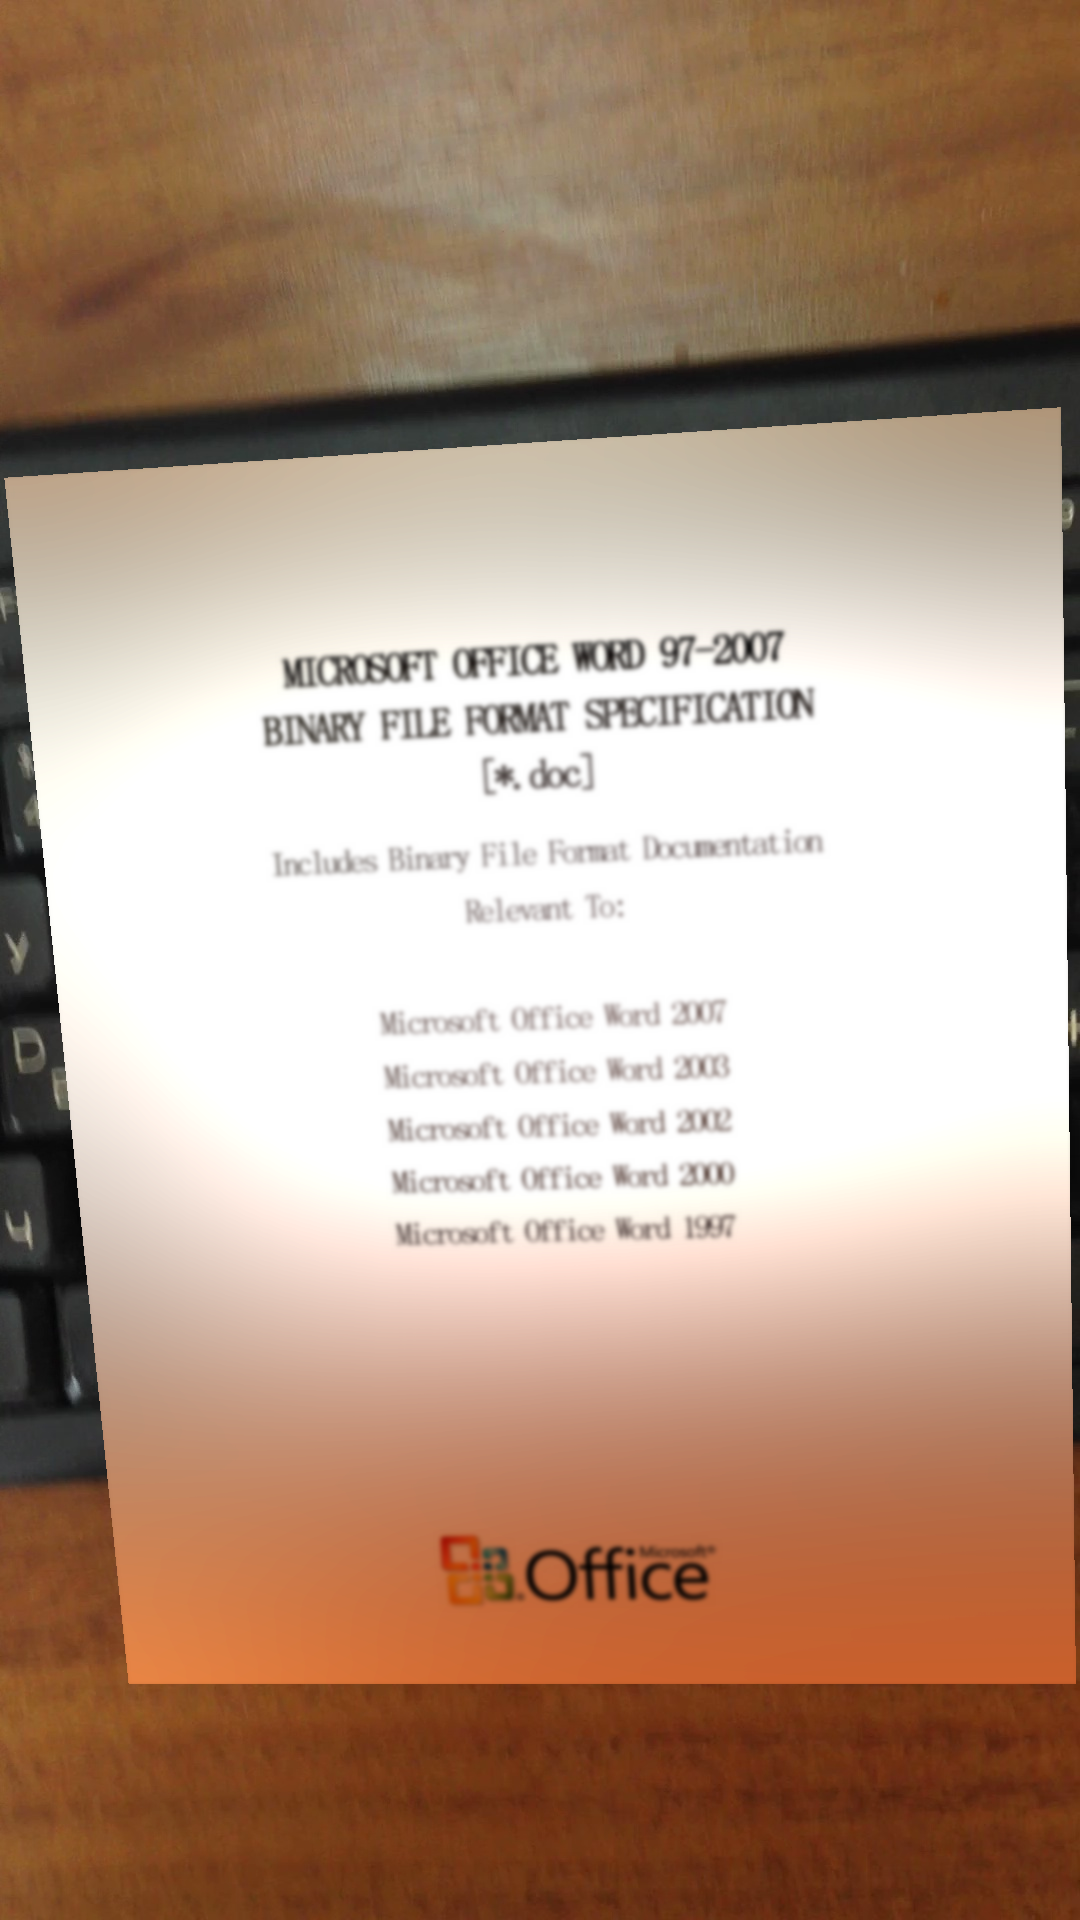 MICROSOFT OFFICE WORD 97-2007
BINARY FILE FORMAT SPECIFICATION
[*.doc]
Includes Binary File Format Documentation
Relevant To:
Microsoft Office Word 2007
Microsoft Office Word 2003
Microsoft Office Word 2002
Microsoft Office Word 2000
Microsoft Office Word 1997
Microsoft®
Office